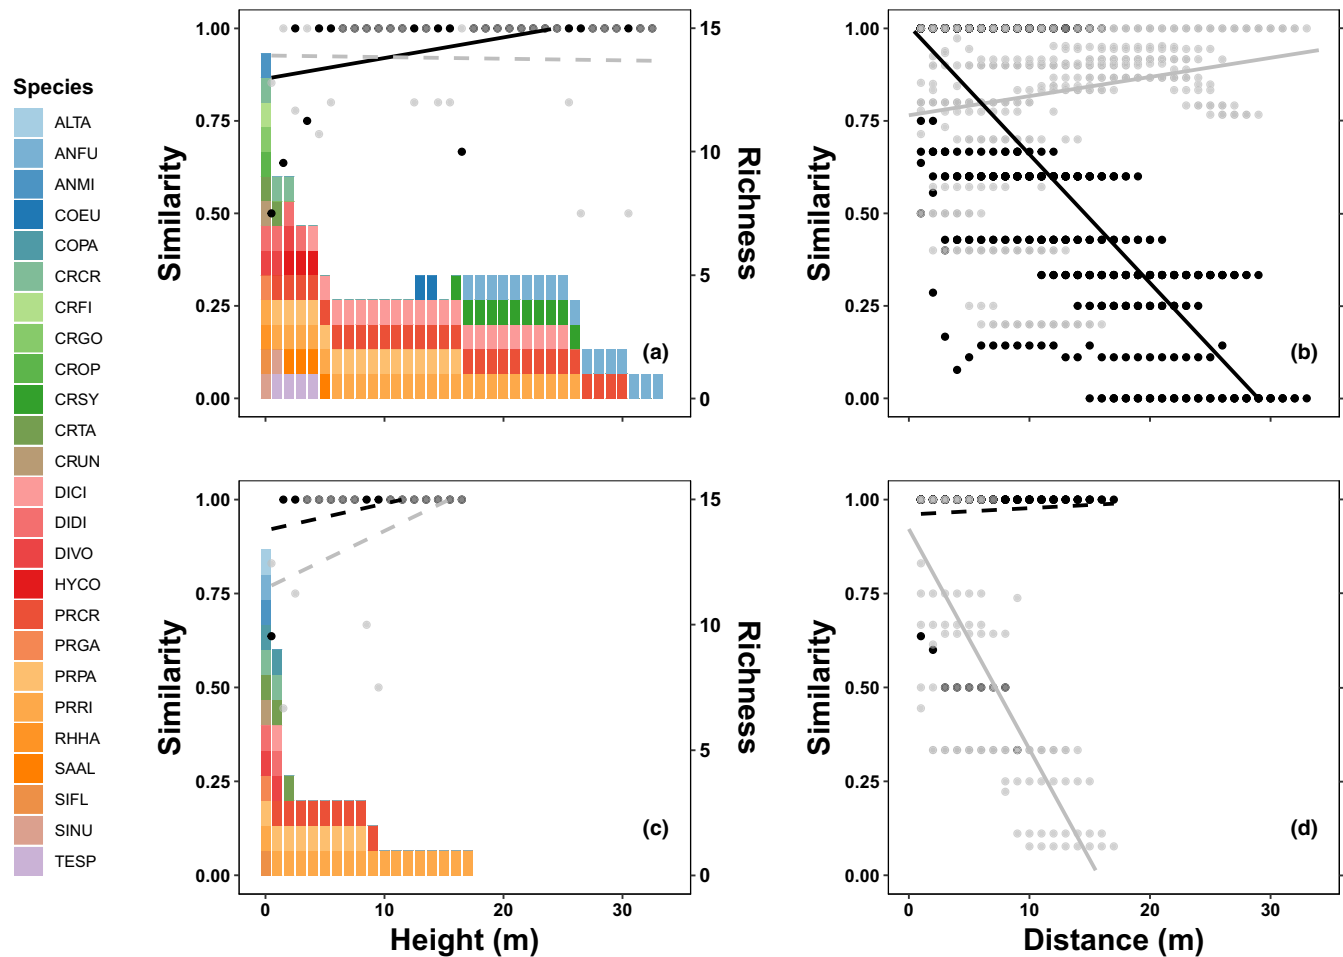 Species
ALTA
ANFU
ANMI
COEU
COPA
CRCR
CRFI
CRGO
CROP
CRSY
CRTA
CRUN
DICI
DIDI
DIVO
HYCO
PRCR
PRGA
PRPA
PRRI
RHHA
SAAL
SIFL
SINU
TESP
Similarity
1.00
0.75
0.50
0.25
0.00
15
10
5
0
Richness
(a)
Similarity
1.00
0.75
0.50
0.25
0.00
(b)
Similarity
1.00
0.75
0.50
0.25
0.00
15
10
5
0
Richness
(c)
0 10 20 30
Height (m)
Similarity
1.00
0.75
0.50
0.25
0.00
(d)
0 10 20 30
Distance (m)